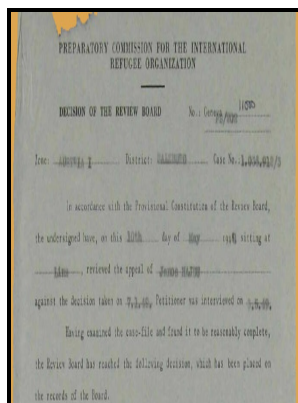 PREPARATORY COMMISSION FOR THE INTERNATIONAL
REFUGEE ORGANIZATION
DECISION OF THE REVIEW BOARD No.: Geneva
Zone: District: Case No.:
In accordance with the Provisional Constitution of the Review Board,
the undersigned have, on this day of May sitting at
Linz, reviewed the appeal of
against the decision taken on Petitioner was interviewed on
Having examined the case-file and found it to be reasonably complete,
the Review Board has reached the following decision, which has been placed on
the records of the Board.